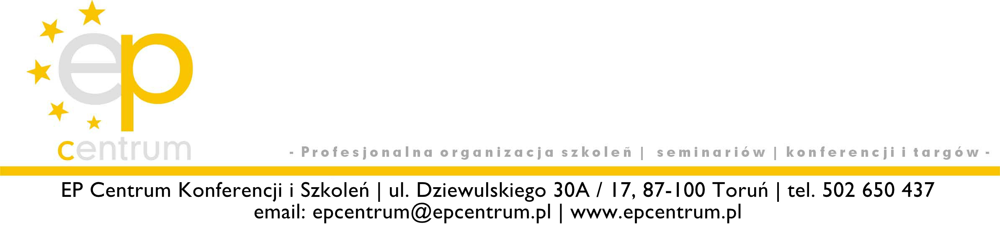 ep
centrum
- Profesjonalna organizacja szkoleñ | seminariów | konferencji i targów -
EP Centrum Konferencji i Szkoleń | ul. Dziewulskiego 30A / 17, 87-100 Toruń | tel. 502 650 437
email: epcentrum@epcentrum.pl | www.epcentrum.pl